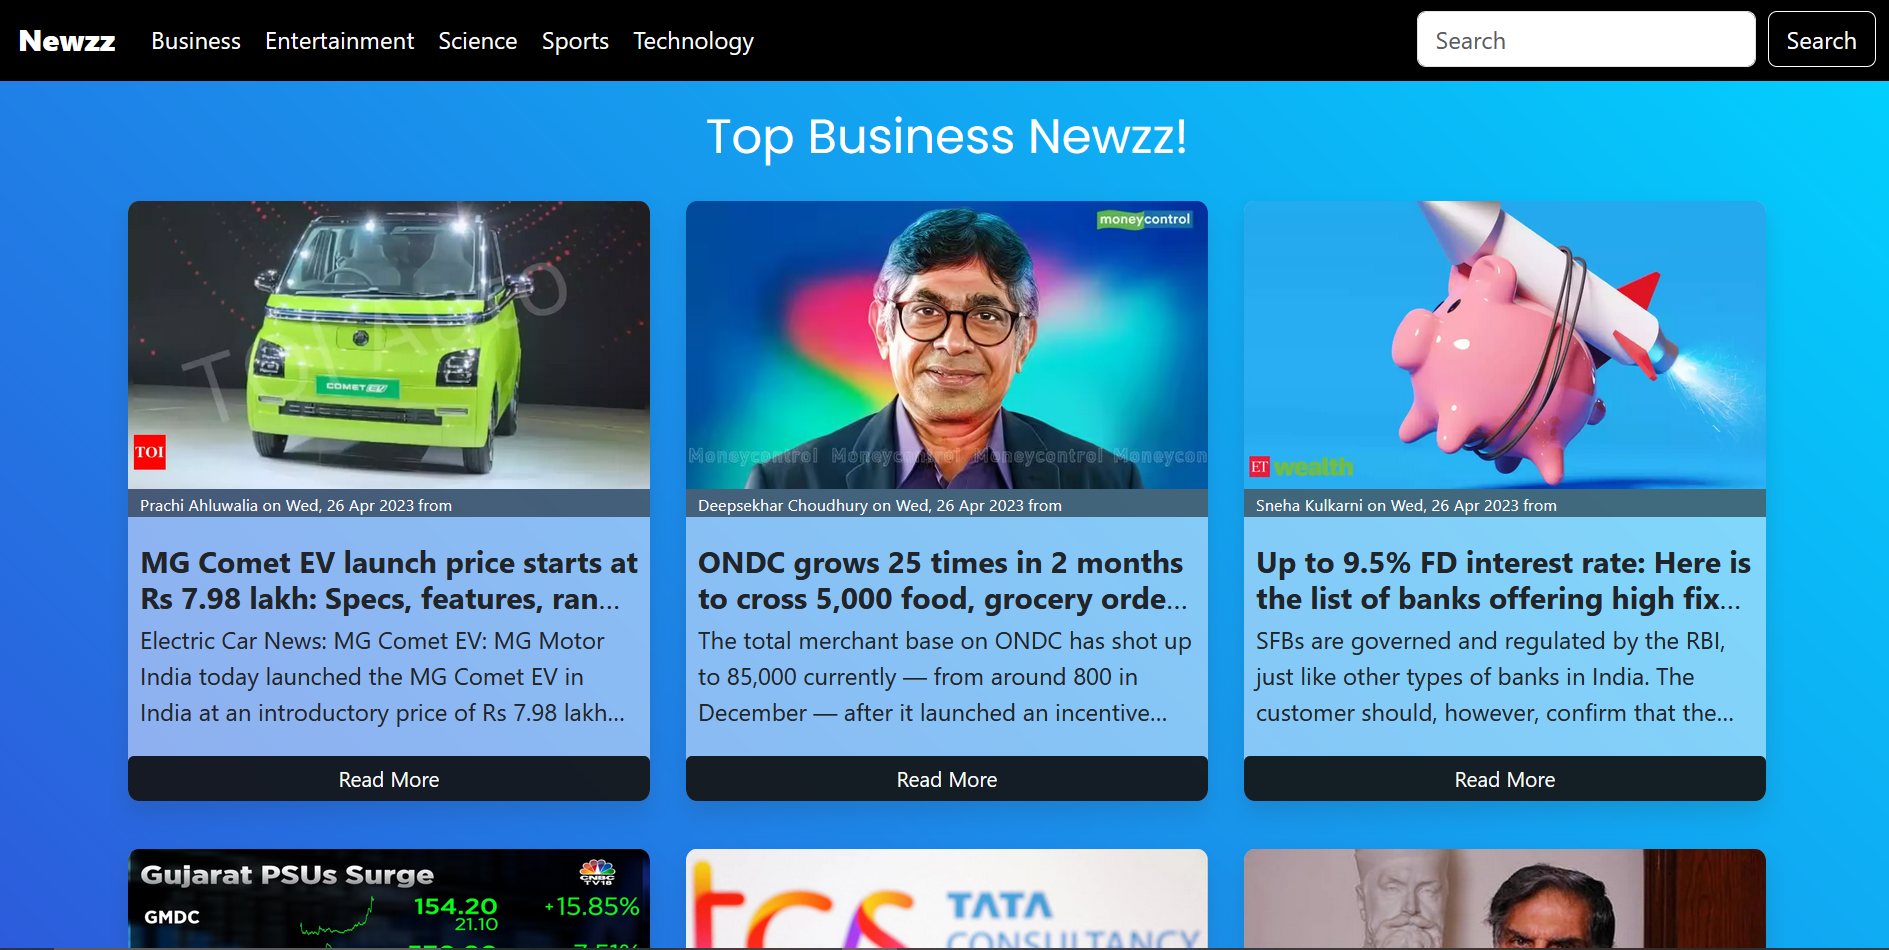 Newzz Business Entertainment Science Sports Technology Search Search
Top Business Newzz!
TOI Auto
COMET EV
TOI
Prachi Ahluwalia on Wed, 26 Apr 2023 from
MG Comet EV launch price starts at
Rs 7.98 lakh: Specs, features, ran...
Electric Car News: MG Comet EV: MG Motor
India today launched the MG Comet EV in
India at an introductory price of Rs 7.98 lakh...
Read More
moneycontrol
Moneycontrol Moneycontrol Moneycontrol Moneycon
Deepsekhar Choudhury on Wed, 26 Apr 2023 from
ONDC grows 25 times in 2 months
to cross 5,000 food, grocery orde...
The total merchant base on ONDC has shot up
to 85,000 currently — from around 800 in
December — after it launched an incentive...
Read More
ET wealth
Sneha Kulkarni on Wed, 26 Apr 2023 from
Up to 9.5% FD interest rate: Here is
the list of banks offering high fix...
SFBs are governed and regulated by the RBI,
just like other types of banks in India. The
customer should, however, confirm that the...
Read More
Gujarat PSUs Surge
CNBC
TV18
GMDC 154.20 +15.85%
21.10
tcs TATA
CONSULTANCY